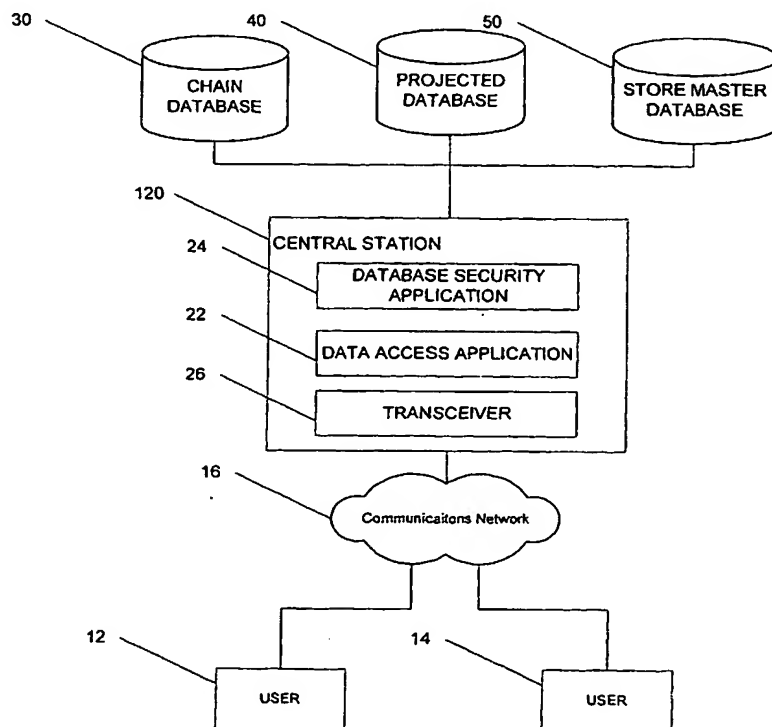 30
40
50
CHAIN
DATABASE
PROJECTED
DATABASE
STORE MASTER
DATABASE
120
CENTRAL STATION
24
DATABASE SECURITY
APPLICATION
22
DATA ACCESS APPLICATION
26
TRANSCEIVER
16
Communicaitons Network
12
USER
14
USER